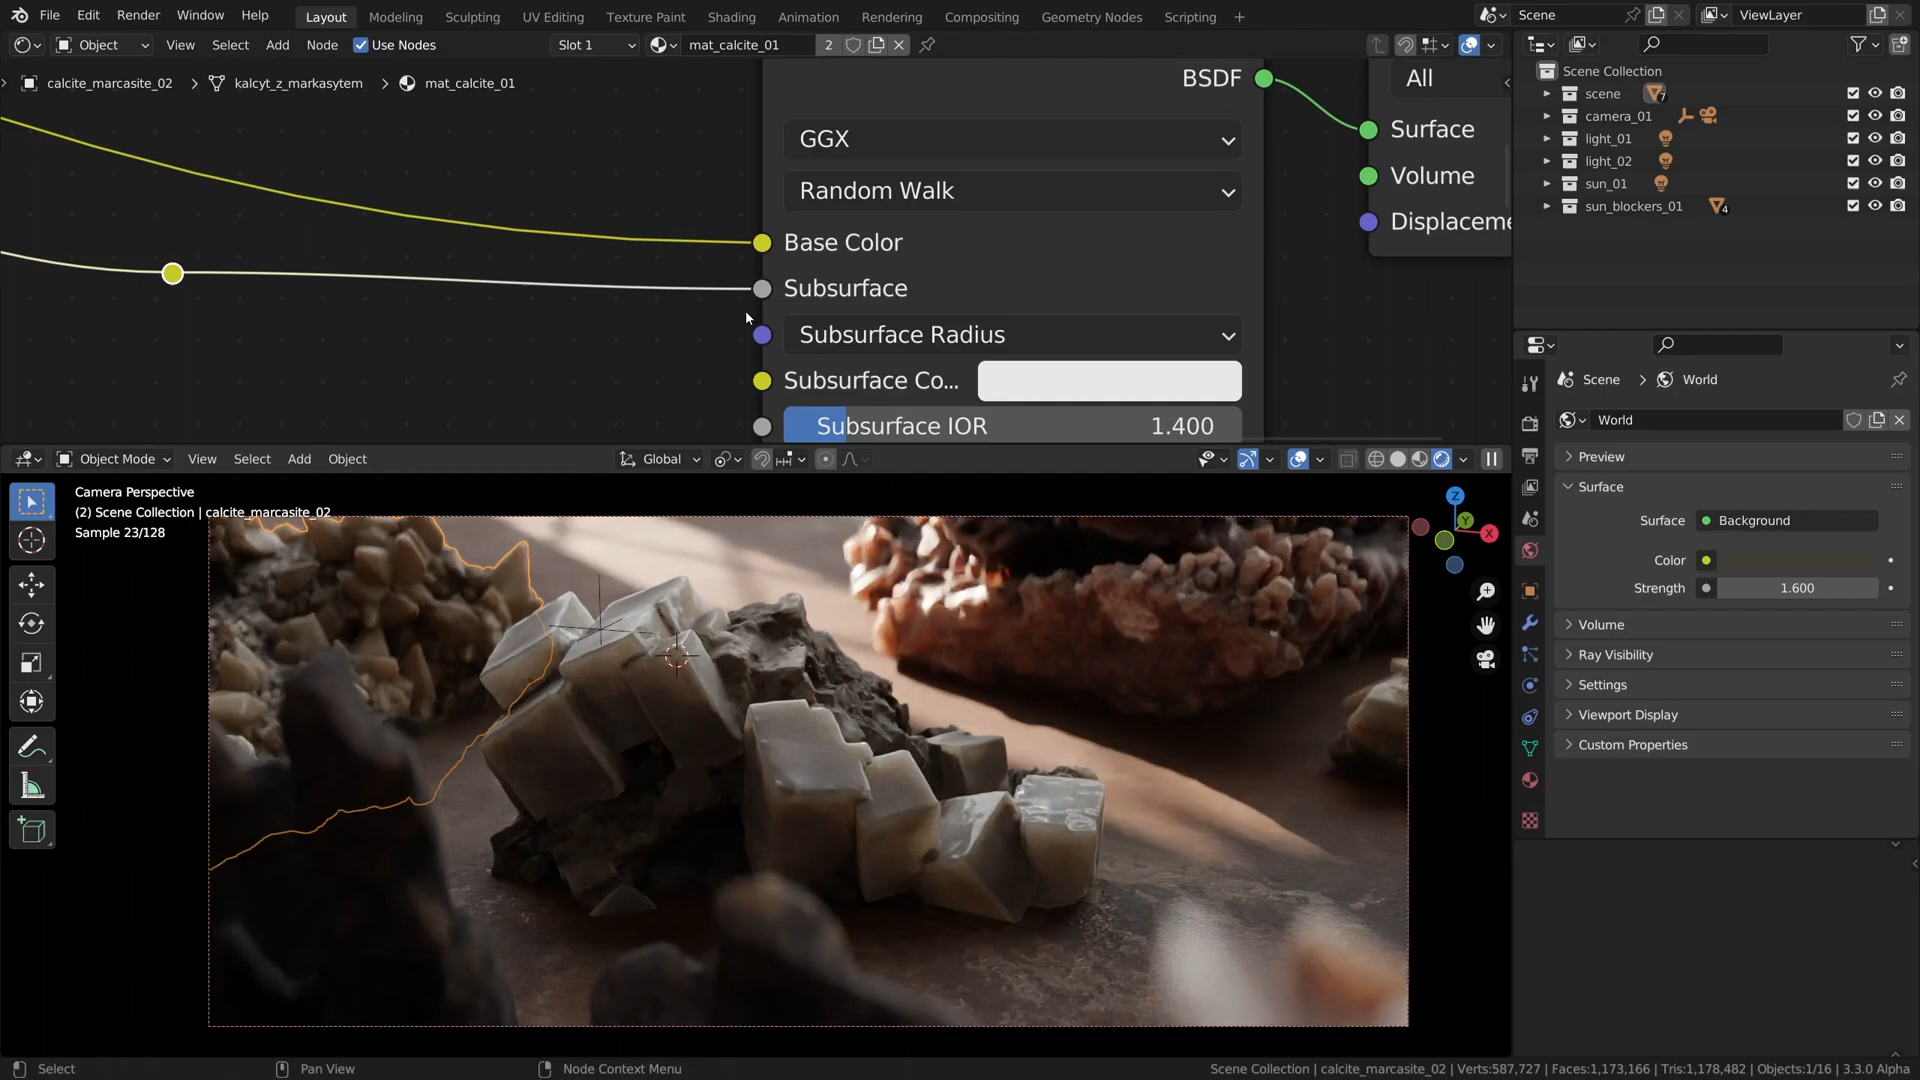 File Edit Render Window Help Layout Modeling Sculpting UV Editing Texture Paint Shading Animation Rendering Compositing Geometry Nodes Scripting + Scene ViewLayer
Object View Select Add Node Use Nodes Slot 1 mat_calcite_01 2
calcite_marcasite_02 > kalcyt_z_markasytem > mat_calcite_01
BSDF
GGX
Random Walk
Base Color
Subsurface
Subsurface Radius
Subsurface Co...
Subsurface IOR 1.400
All
Surface
Volume
Displaceme
Scene Collection
scene 7
camera_01
light_01
light_02
sun_01
sun_blockers_01 4
Scene > World
World
Preview
Surface
Surface Background
Color
Strength 1.600
Volume
Ray Visibility
Settings
Viewport Display
Custom Properties
Object Mode View Select Add Object Global
Camera Perspective
(2) Scene Collection | calcite_marcasite_02
Sample 23/128
Z
Y
X
Select Pan View Node Context Menu Scene Collection | calcite_marcasite_02 | Verts:587,727 | Faces:1,173,166 | Tris:1,178,482 | Objects:1/16 | 3.3.0 Alpha